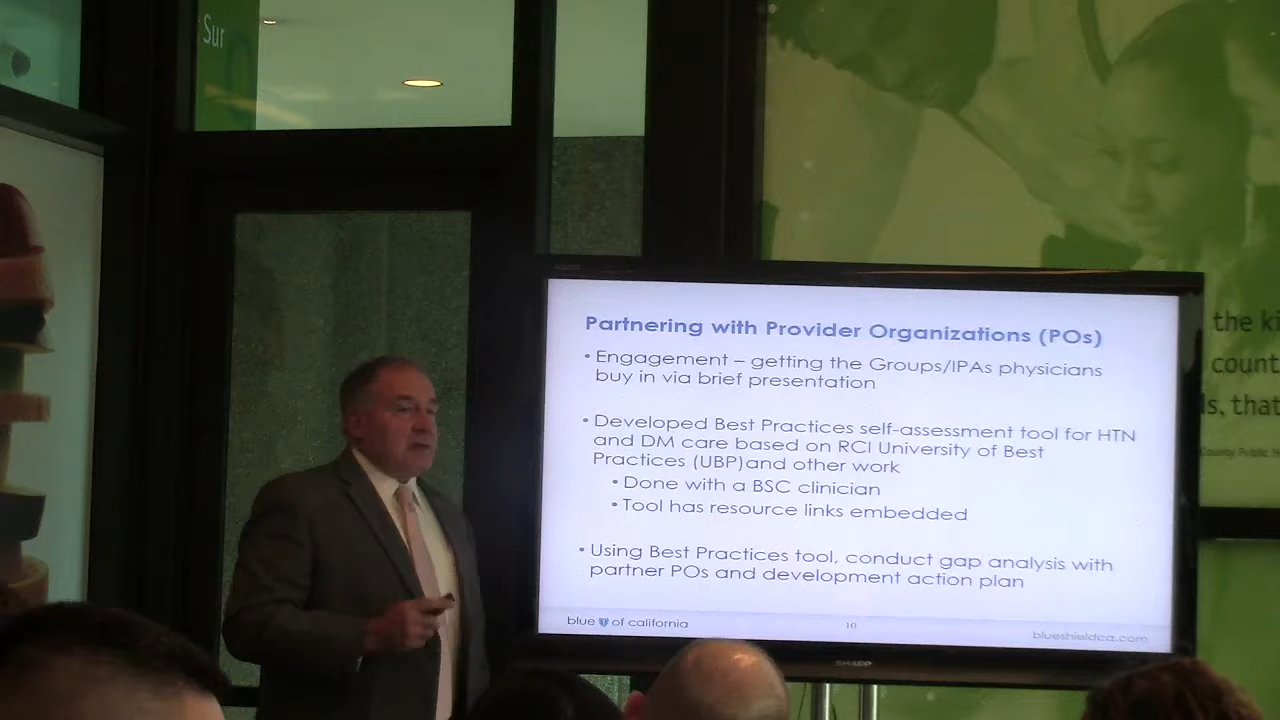 Sur
Partnering with Provider Organizations (POs)
• Engagement – getting the Groups/IPAs physicians
buy in via brief presentation
• Developed Best Practices self-assessment tool for HTN
and DM care based on RCI University of Best
Practices (UBP)and other work
• Done with a BSC clinician
• Tool has resource links embedded
• Using Best Practices tool, conduct gap analysis with
partner POs and development action plan
blue of california
10
blueshieldca.com
SHARP
the ki
count
ls, that
County Public